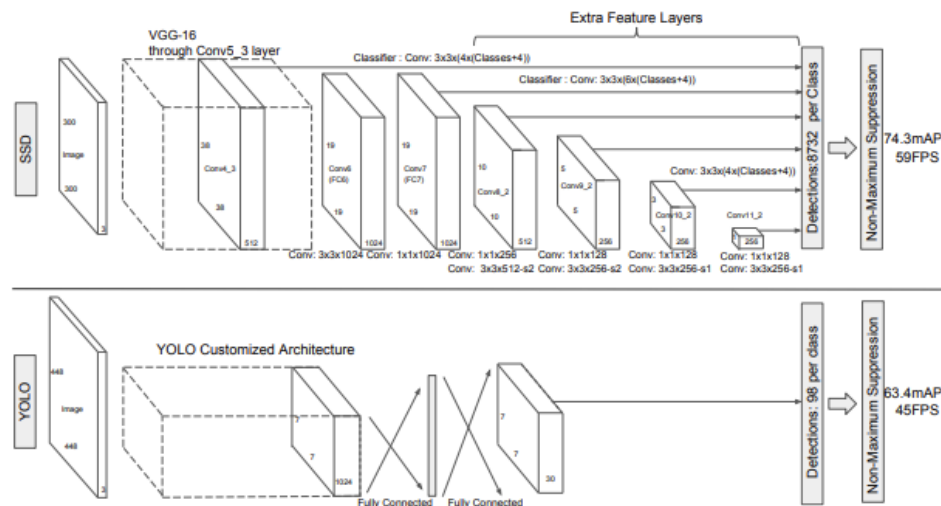 Extra Feature Layers
VGG-16
through Conv5_3 layer
Classifier : Conv: 3x3x(4x(Classes+4))
Classifier : Conv: 3x3x(6x(Classes+4))
SSD
300
Image
300
3
38
Conv4_3
38
512
19
Conv6
(FC6)
19
1024
19
Conv7
(FC7)
19
1024
10
Conv8_2
10
512
5
Conv9_2
5
256
Conv: 3x3x(4x(Classes+4))
3
Conv10_2
3
256
Conv11_2
256
Detections:8732 per Class
Non-Maximum Suppression
74.3mAP
59FPS
Conv: 3x3x1024
Conv: 1x1x1024
Conv: 1x1x256
Conv: 3x3x512-s2
Conv: 1x1x128
Conv: 3x3x256-s2
Conv: 1x1x128
Conv: 3x3x256-s1
Conv: 1x1x128
Conv: 3x3x256-s1
YOLO
448
Image
448
3
YOLO Customized Architecture
7
7
1024
Fully Connected
Fully Connected
7
7
30
Detections: 98 per class
Non-Maximum Suppression
63.4mAP
45FPS